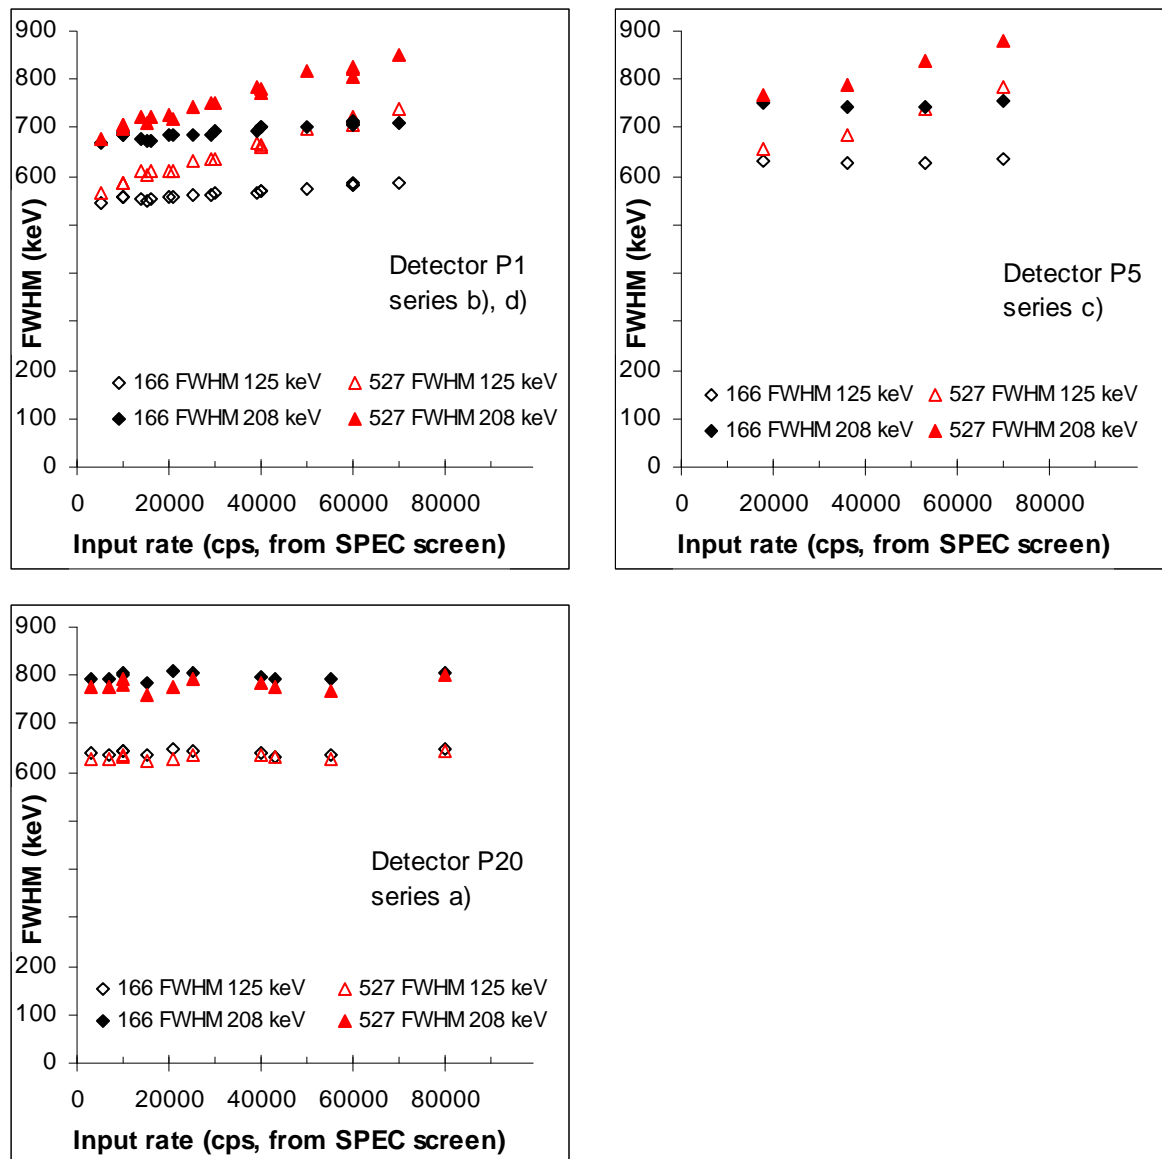 900
800
700
600
200
100
0
FWHM (keV)
Detector P1
series b), d)
166 FWHM 125 keV
527 FWHM 125 keV
166 FWHM 208 keV
527 FWHM 208 keV
0 20000 40000 60000 80000
Input rate (cps, from SPEC screen)
900
800
700
600
200
100
0
FWHM (keV)
Detector P5
series c)
166 FWHM 125 keV
527 FWHM 125 keV
166 FWHM 208 keV
527 FWHM 208 keV
0 20000 40000 60000 80000
Input rate (cps, from SPEC screen)
900
800
700
600
200
100
0
FWHM (keV)
Detector P20
series a)
166 FWHM 125 keV
527 FWHM 125 keV
166 FWHM 208 keV
527 FWHM 208 keV
0 20000 40000 60000 80000
Input rate (cps, from SPEC screen)